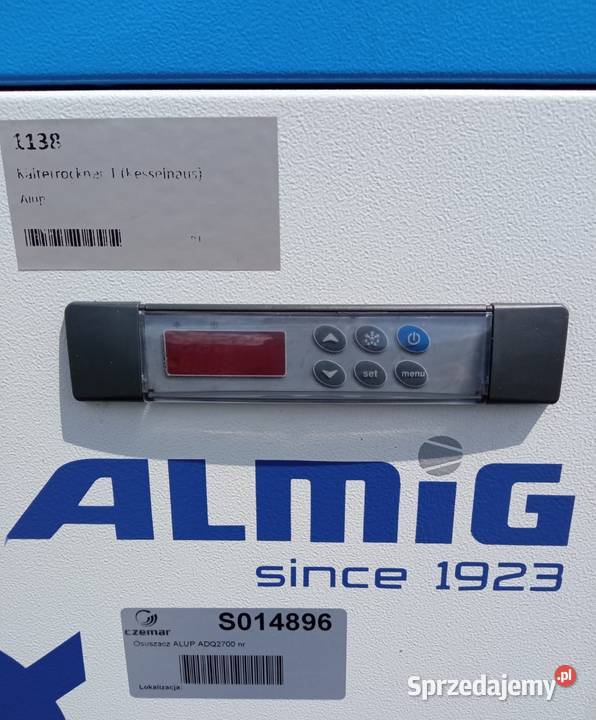 1138
Kältetrockner 1 (Kesselhaus)
Alup
set
menu
ALMiG
since 1923
czemar
S014896
Osuszacz ALUP ADQ2700 nr
Lokalizacja:
Sprzedajemy.pl